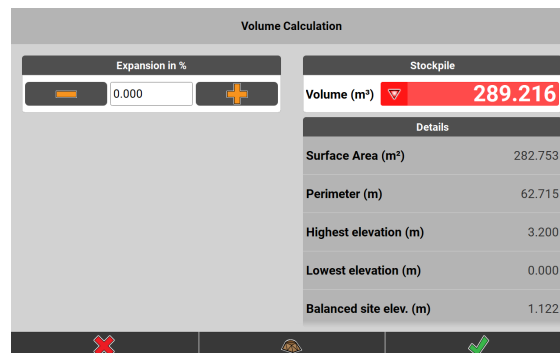 Volume Calculation
Expansion in %
0.000
Stockpile
Volume (m³) 289.216
Details
Surface Area (m²) 282.753
Perimeter (m) 62.715
Highest elevation (m) 3.200
Lowest elevation (m) 0.000
Balanced site elev. (m) 1.122